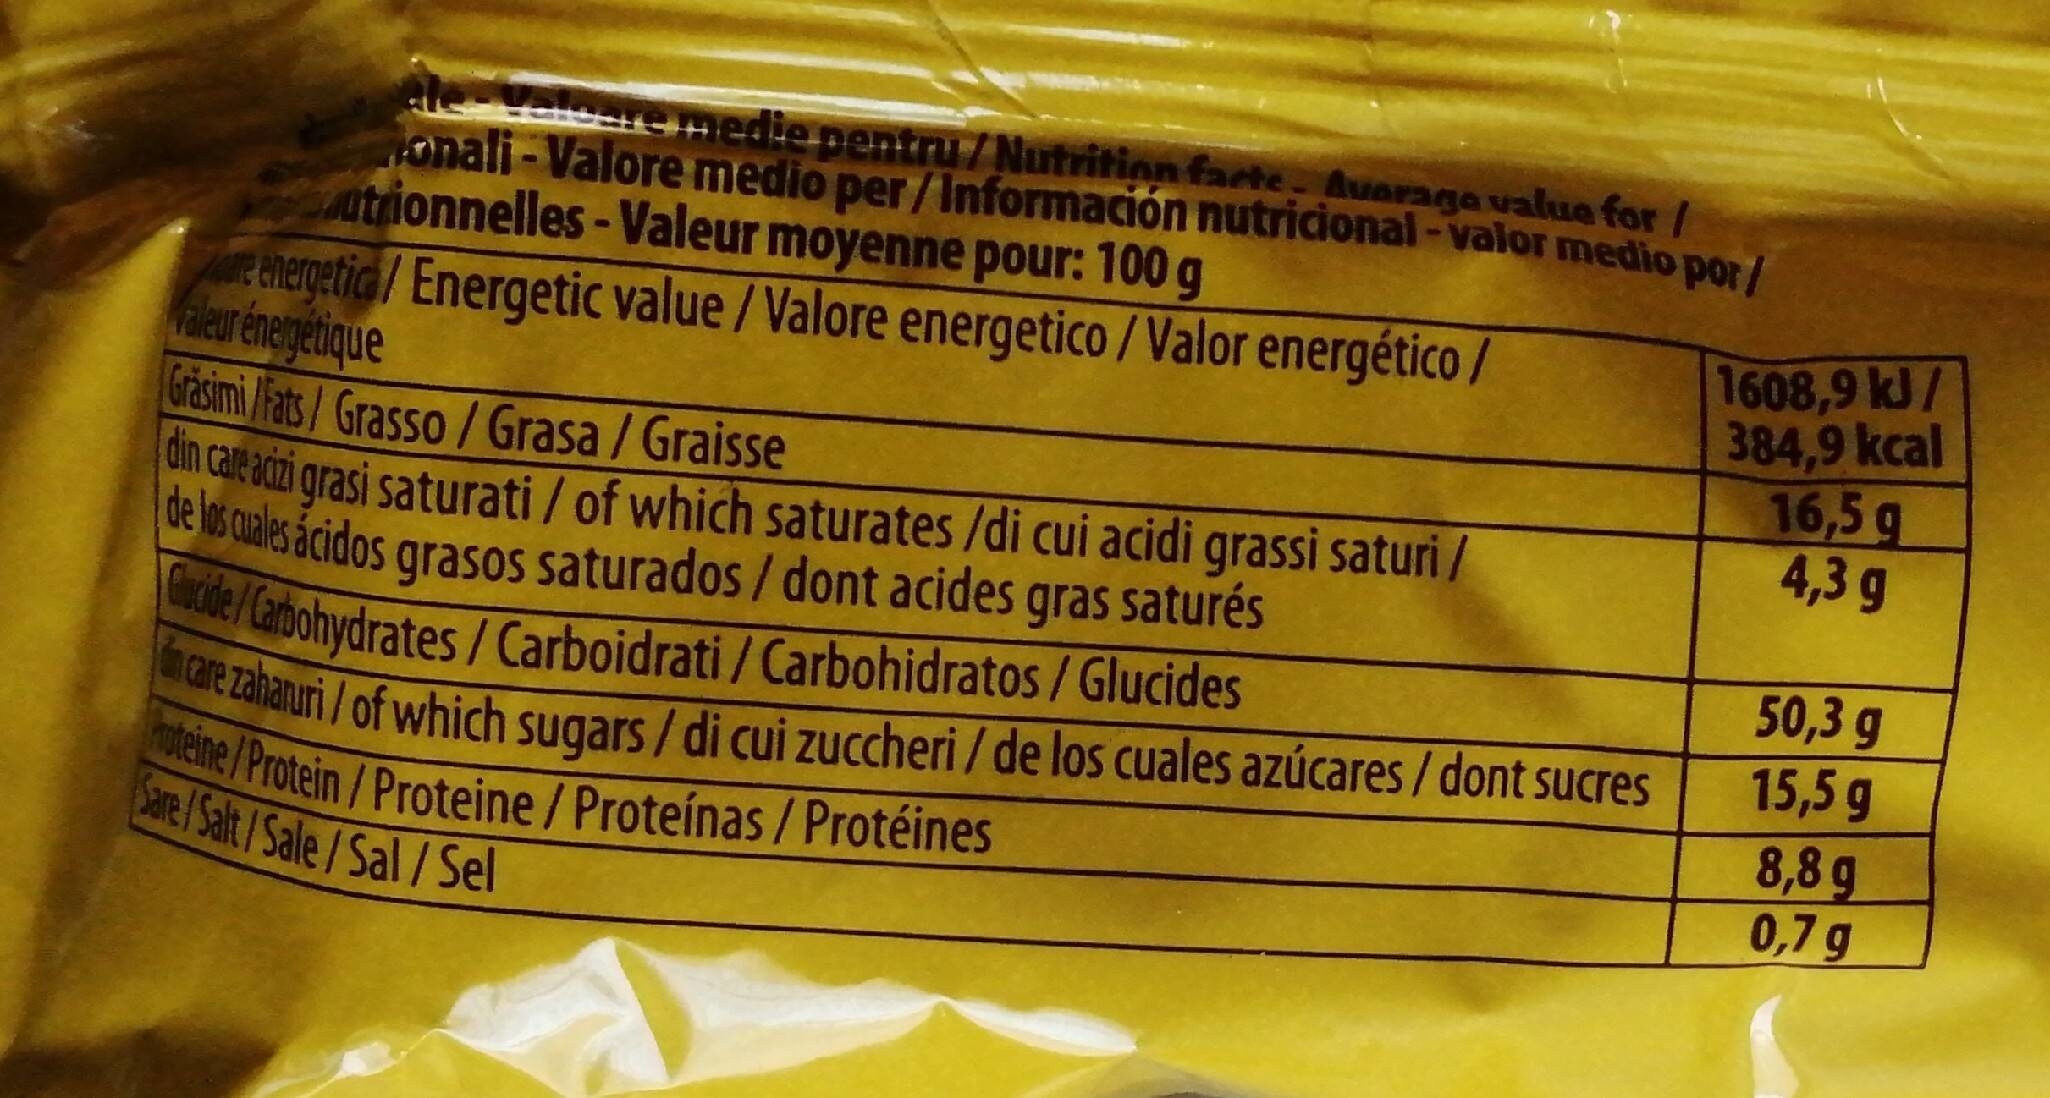 medie pentru / Nutrition facts - Average value for /
Valore medio per / Información nutricional - valor medio por /
- Valeur moyenne pour: 100 g
energetica / Energetic value / Valore energetico / Valor energético /
Valeur énergétique
1608,9 kJ /
384,9 kcal
Grăsimi / Fats / Grasso / Grasa / Graisse
16,5 g
din care acizi grasi saturati / of which saturates /di cui acidi grassi saturi /
de los cuales ácidos grasos saturados / dont acides gras saturés
4,3 g
Glucide / Carbohydrates / Carboidrati / Carbohidratos / Glucides
50,3 g
din care zaharuri / of which sugars / di cui zuccheri / de los cuales azúcares / dont sucres
15,5 g
Proteine / Protein / Proteine / Proteínas / Protéines
8,8 g
Sare / Salt / Sale / Sal / Sel
0,7 g